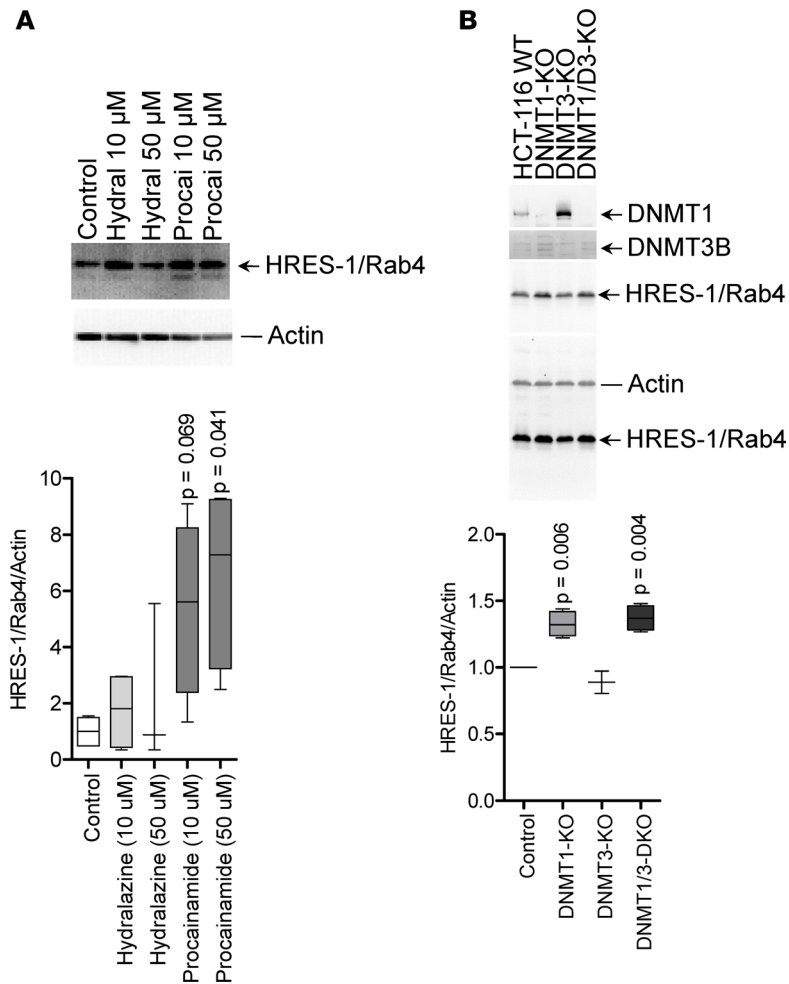 A
Control
Hydral 10 µM
Hydral 50 µM
Procai 10 µM
Procai 50 µM
HRES-1/Rab4
Actin
p = 0.069
p = 0.041
HRES-1/Rab4/Actin
10
8
6
4
2
0
Control
Hydralazine (10 uM)
Hydralazine (50 uM)
Procainamide (10 uM)
Procainamide (50 uM)
B
HCT-116 WT
DNMT1-KO
DNMT3-KO
DNMT1/D3-KO
DNMT1
DNMT3B
HRES-1/Rab4
Actin
HRES-1/Rab4
p = 0.006
p = 0.004
HRES-1/Rab4/Actin
2.0
1.5
1.0
0.5
0.0
Control
DNMT1-KO
DNMT3-KO
DNMT1/3-DKO